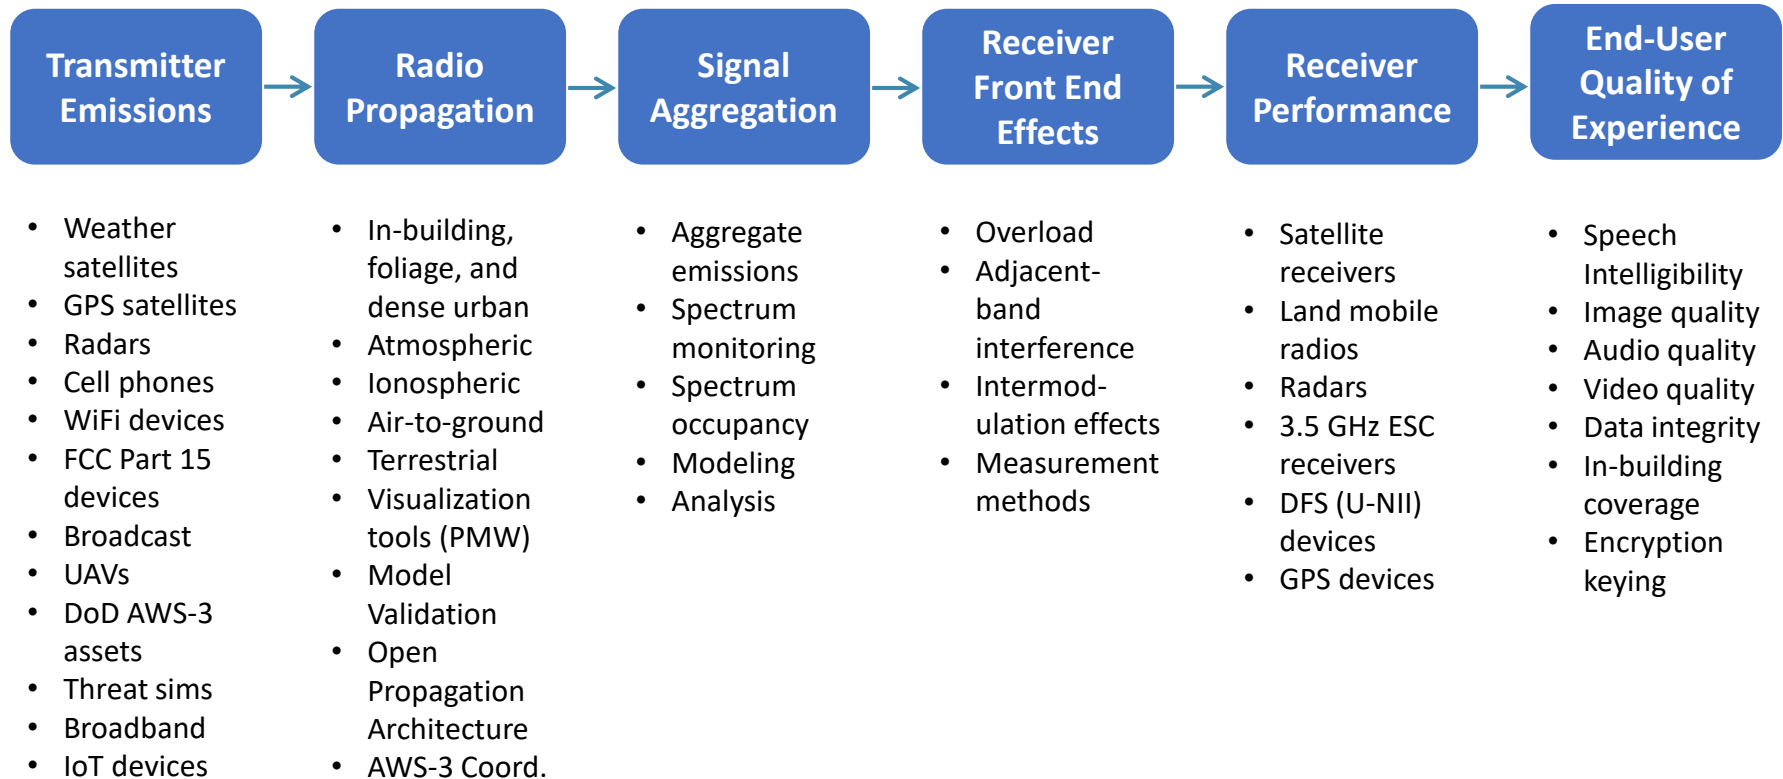 Transmitter
Emissions
Radio
Propagation
Signal
Aggregation
Receiver
Front End
Effects
Receiver
Performance
End-User
Quality of
Experience
• Weather
satellites
• GPS satellites
• Radars
• Cell phones
• WiFi devices
• FCC Part 15
devices
• Broadcast
• UAVs
• DoD AWS-3
assets
• Threat sims
• Broadband
• IoT devices
• In-building,
foliage, and
dense urban
• Atmospheric
• Ionospheric
• Air-to-ground
• Terrestrial
• Visualization
tools (PMW)
• Model
Validation
• Open
Propagation
Architecture
• AWS-3 Coord.
• Aggregate
emissions
• Spectrum
monitoring
• Spectrum
occupancy
• Modeling
• Analysis
• Overload
• Adjacent-
band
interference
• Intermod-
ulation effects
• Measurement
methods
• Satellite
receivers
• Land mobile
radios
• Radars
• 3.5 GHz ESC
receivers
• DFS (U-NII)
devices
• GPS devices
• Speech
Intelligibility
• Image quality
• Audio quality
• Video quality
• Data integrity
• In-building
coverage
• Encryption
keying